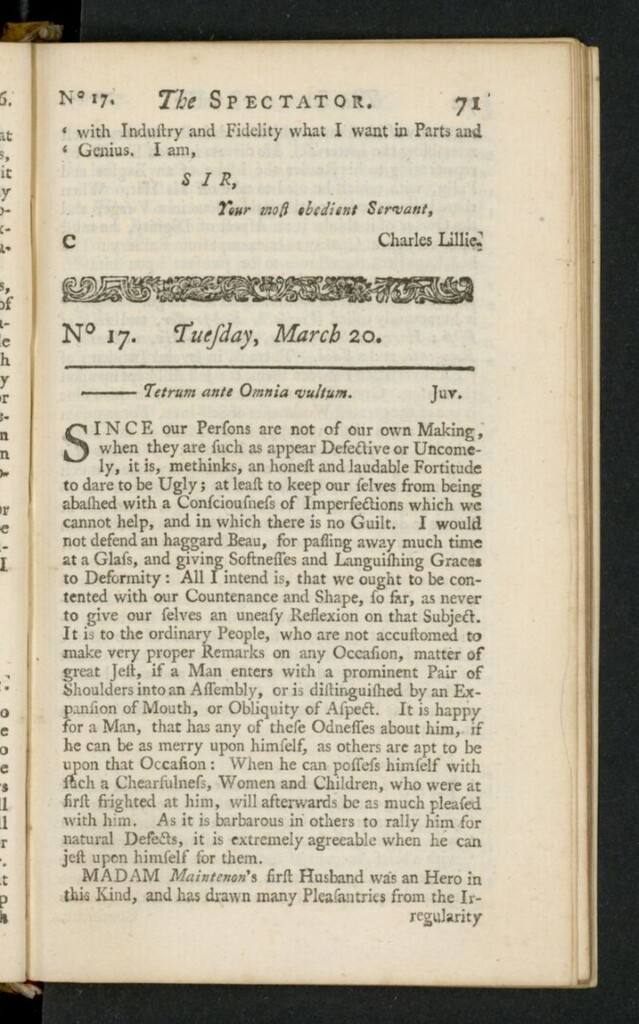 Nº 17. The SPECTATOR. 71
‘ with Induſtry and Fidelity what I want in Parts and
‘ Genius. I am,
SIR,
Your moſt obedient Servant,
C Charles Lillie.
Nº 17. Tueſday, March 20.
—— Tetrum ante Omnia vultum. Juv.
SINCE our Perſons are not of our own Making,
when they are ſuch as appear Defective or Uncome-
ly, it is, methinks, an honeſt and laudable Fortitude
to dare to be Ugly; at leaſt to keep our ſelves from being
abaſhed with a Conſciouſneſs of Imperfections which we
cannot help, and in which there is no Guilt. I would
not defend an haggard Beau, for paſſing away much time
at a Glaſs, and giving Softneſſes and Languiſhing Graces
to Deformity: All I intend is, that we ought to be con-
tented with our Countenance and Shape, ſo far, as never
to give our ſelves an uneaſy Reflexion on that Subject.
It is to the ordinary People, who are not accuſtomed to
make very proper Remarks on any Occaſion, matter of
great Jeſt, if a Man enters with a prominent Pair of
Shoulders into an Aſſembly, or is diſtinguiſhed by an Ex-
panſion of Mouth, or Obliquity of Aſpect. It is happy
for a Man, that has any of theſe Odneſſes about him, if
he can be as merry upon himſelf, as others are apt to be
upon that Occaſion: When he can poſſeſs himſelf with
ſuch a Chearfulneſs, Women and Children, who were at
firſt frighted at him, will afterwards be as much pleaſed
with him. As it is barbarous in others to rally him for
natural Defects, it is extremely agreeable when he can
jeſt upon himſelf for them.
MADAM Maintenon's firſt Husband was an Hero in
this Kind, and has drawn many Pleaſantries from the Ir-
regularity